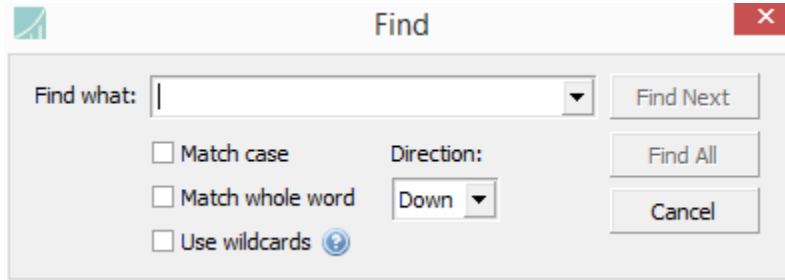 Find
Find what:
Find Next
Match case
Direction:
Find All
Match whole word
Down
Cancel
Use wildcards